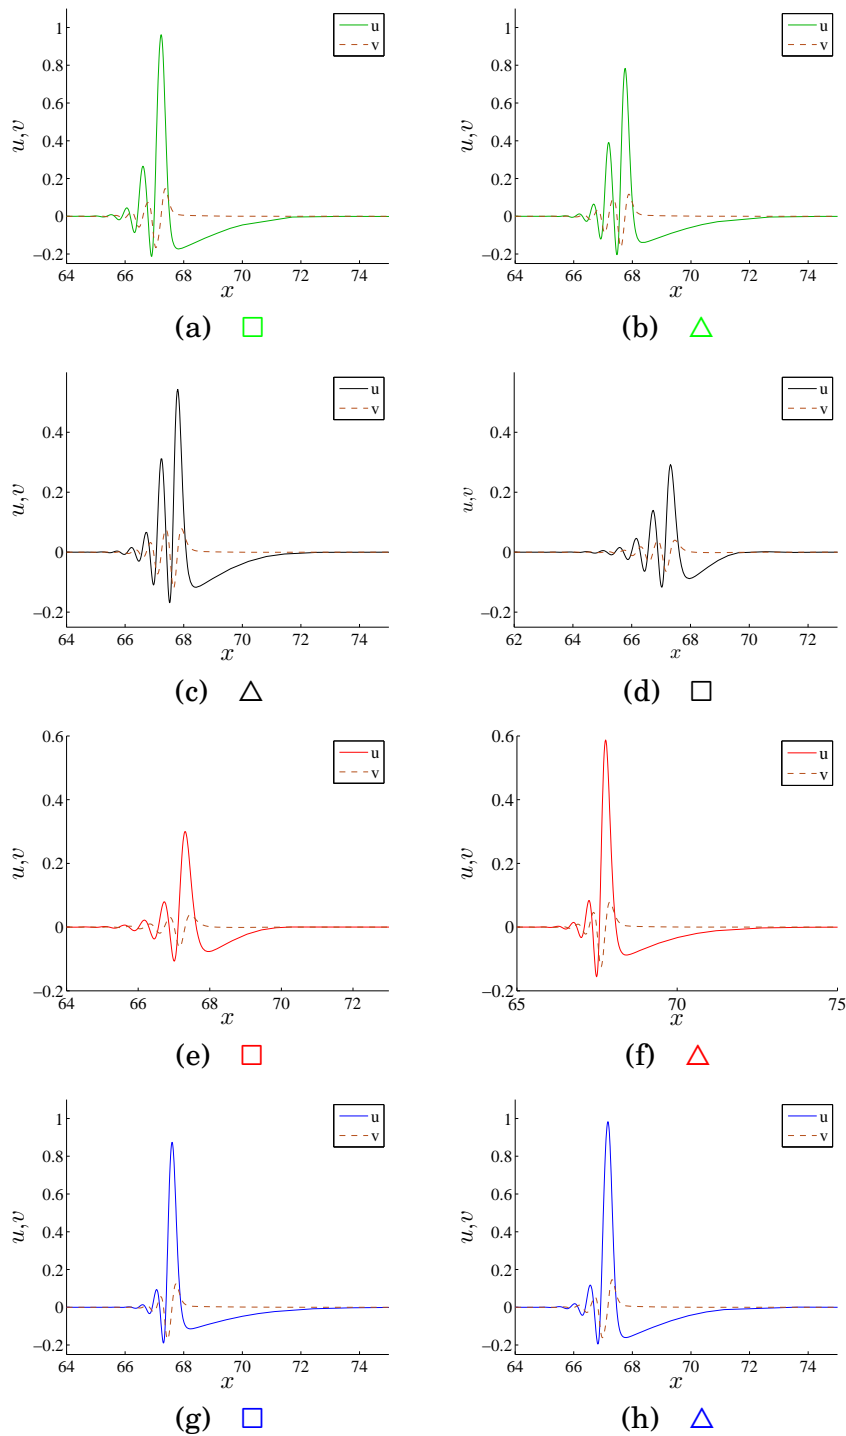 u
v
1
0.8
0.6
0.4
0.2
0
−0.2
u,v
64 66 68 70 72 74
x
(a) □
u
v
1
0.8
0.6
0.4
0.2
0
−0.2
u,v
64 66 68 70 72 74
x
(b) △
u
v
0.4
0.2
0
−0.2
u,v
64 66 68 70 72 74
x
(c) △
u
v
0.4
0.2
0
−0.2
u,v
62 64 66 68 70 72
x
(d) □
u
v
0.6
0.4
0.2
0
−0.2
u,v
64 66 68 70 72
x
(e) □
u
v
0.6
0.4
0.2
0
−0.2
u,v
65 70 75
x
(f) △
u
v
1
0.8
0.6
0.4
0.2
0
−0.2
u,v
64 66 68 70 72 74
x
(g) □
u
v
1
0.8
0.6
0.4
0.2
0
−0.2
u,v
64 66 68 70 72 74
x
(h) △